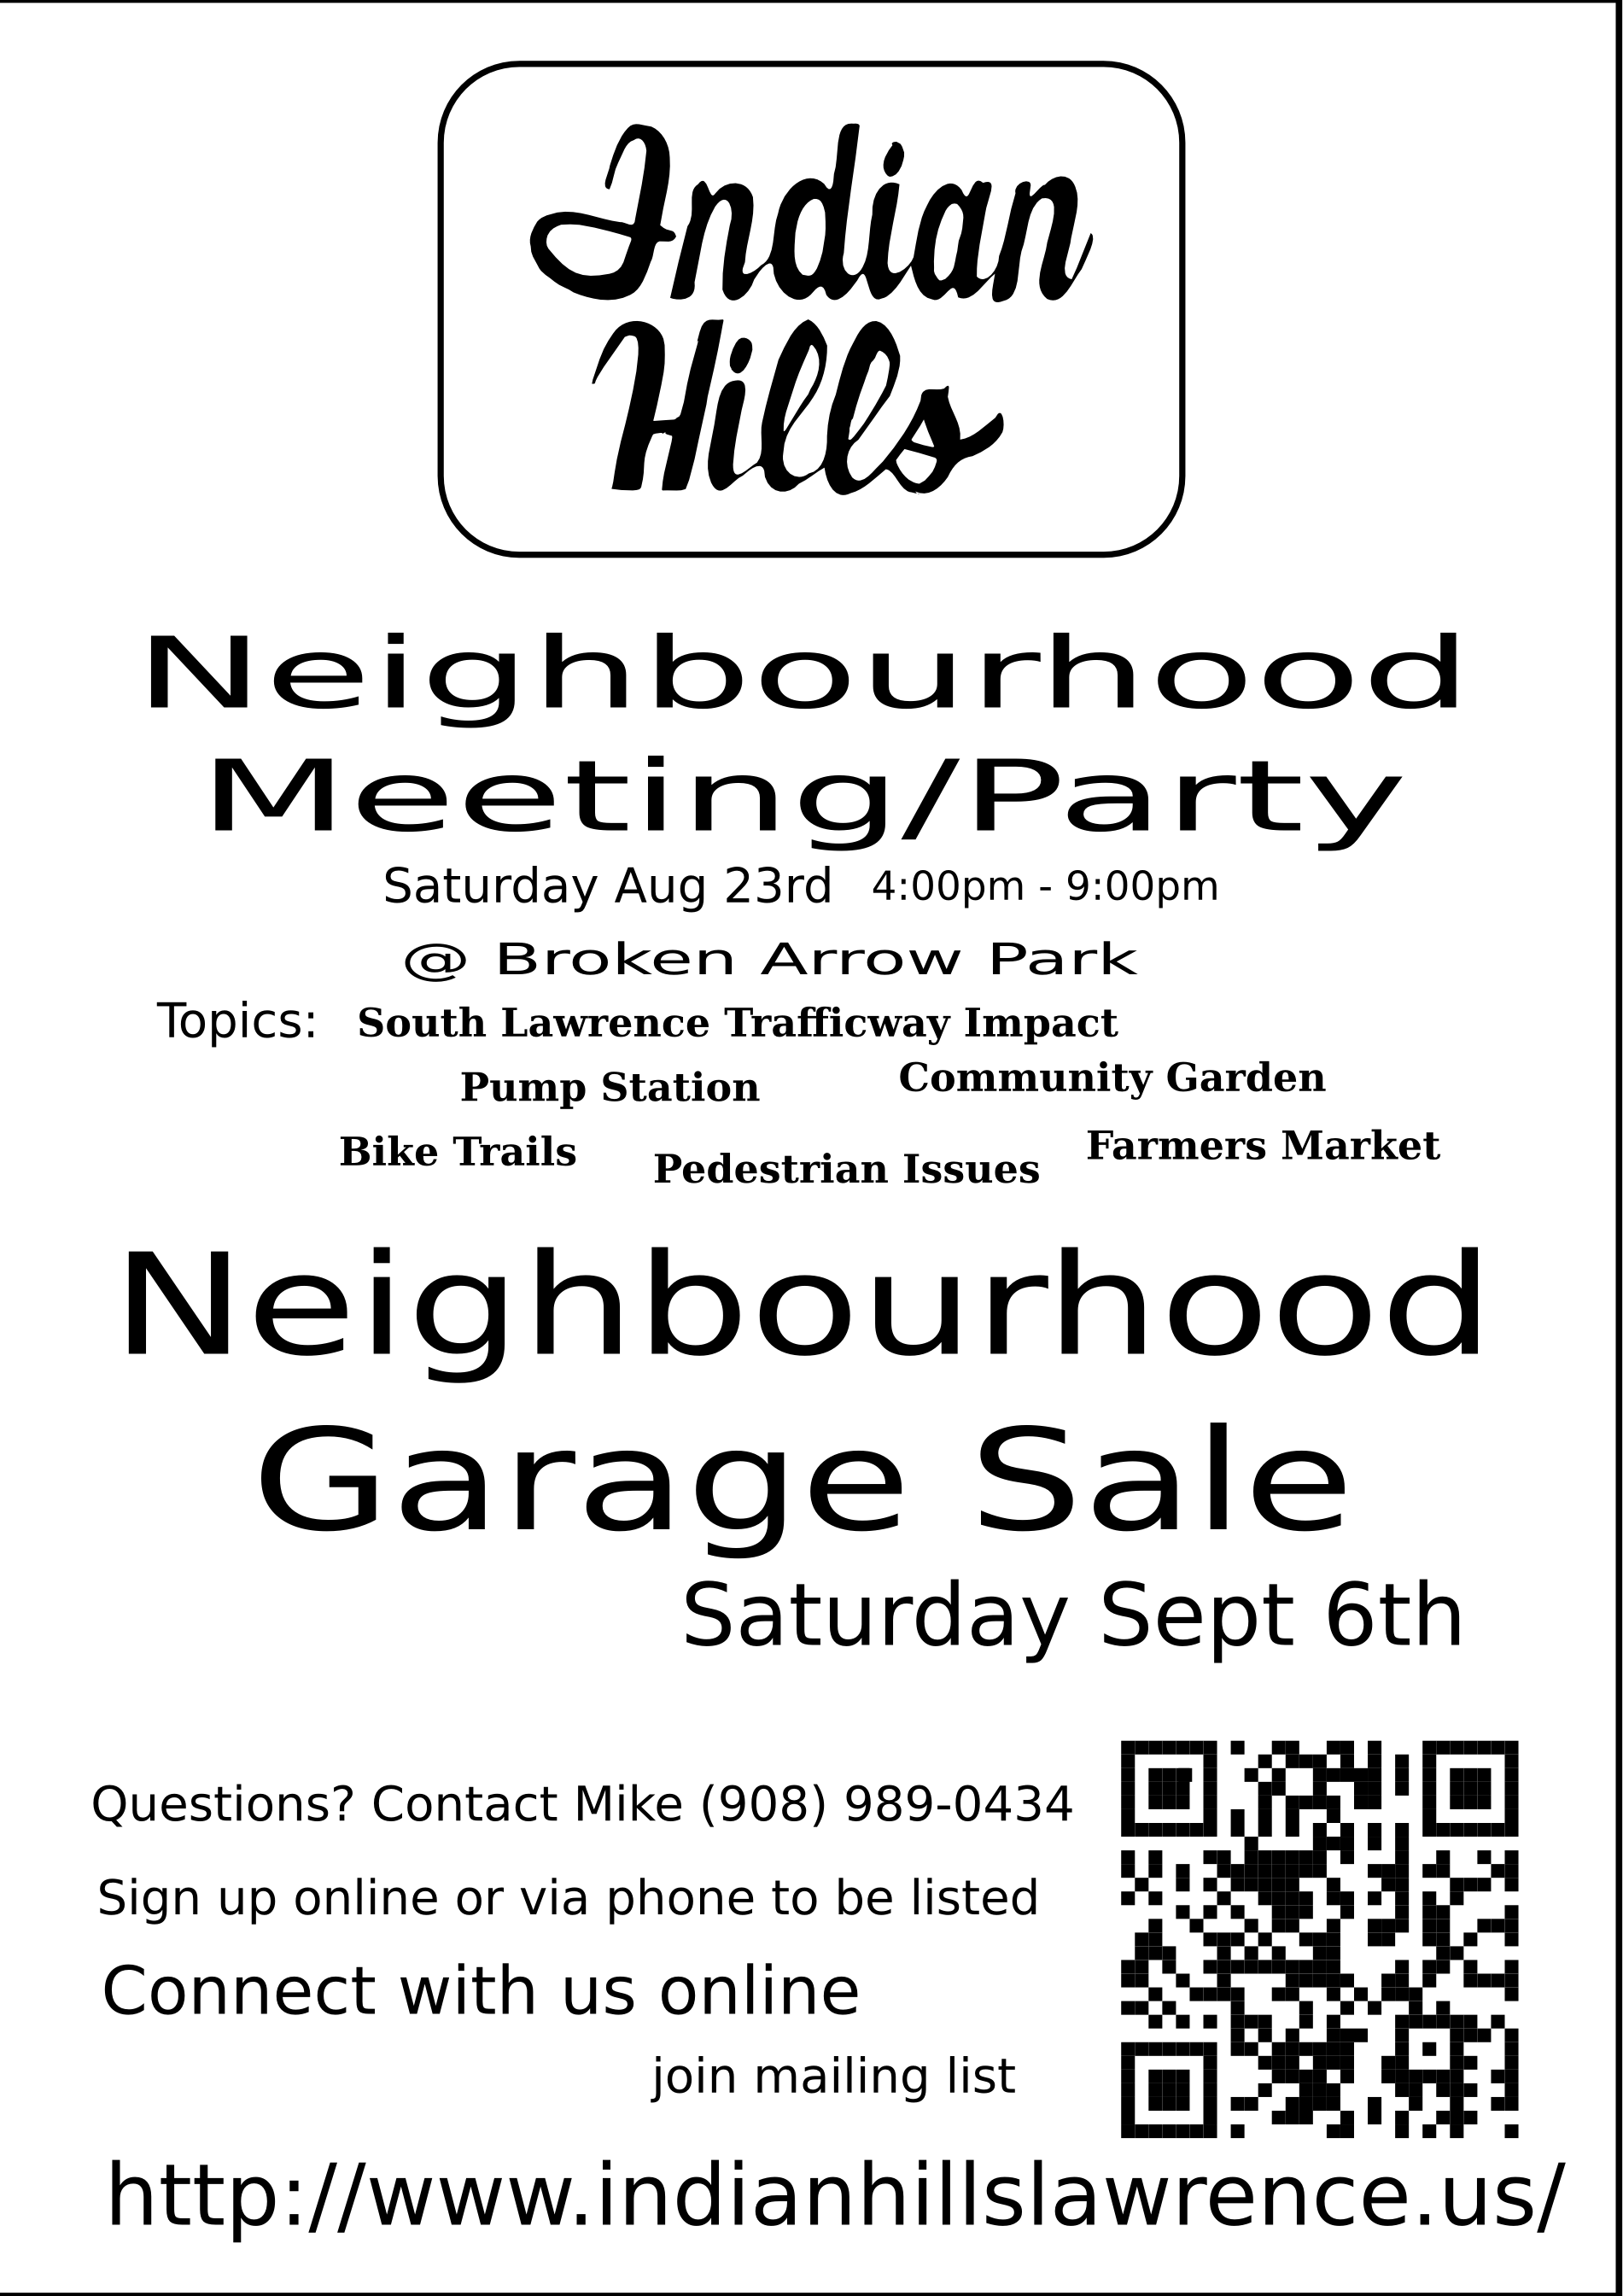 Indian
Hills
Neighbourhood
Meeting/Party
Saturday Aug 23rd 4:00pm - 9:00pm
@ Broken Arrow Park
Topics: South Lawrence Trafficway Impact
Pump Station Community Garden
Bike Trails Pedestrian Issues Farmers Market
Neighbourhood
Garage Sale
Saturday Sept 6th
Questions? Contact Mike (908) 989-0434
Sign up online or via phone to be listed
Connect with us online
join mailing list
http://www.indianhillslawrence.us/